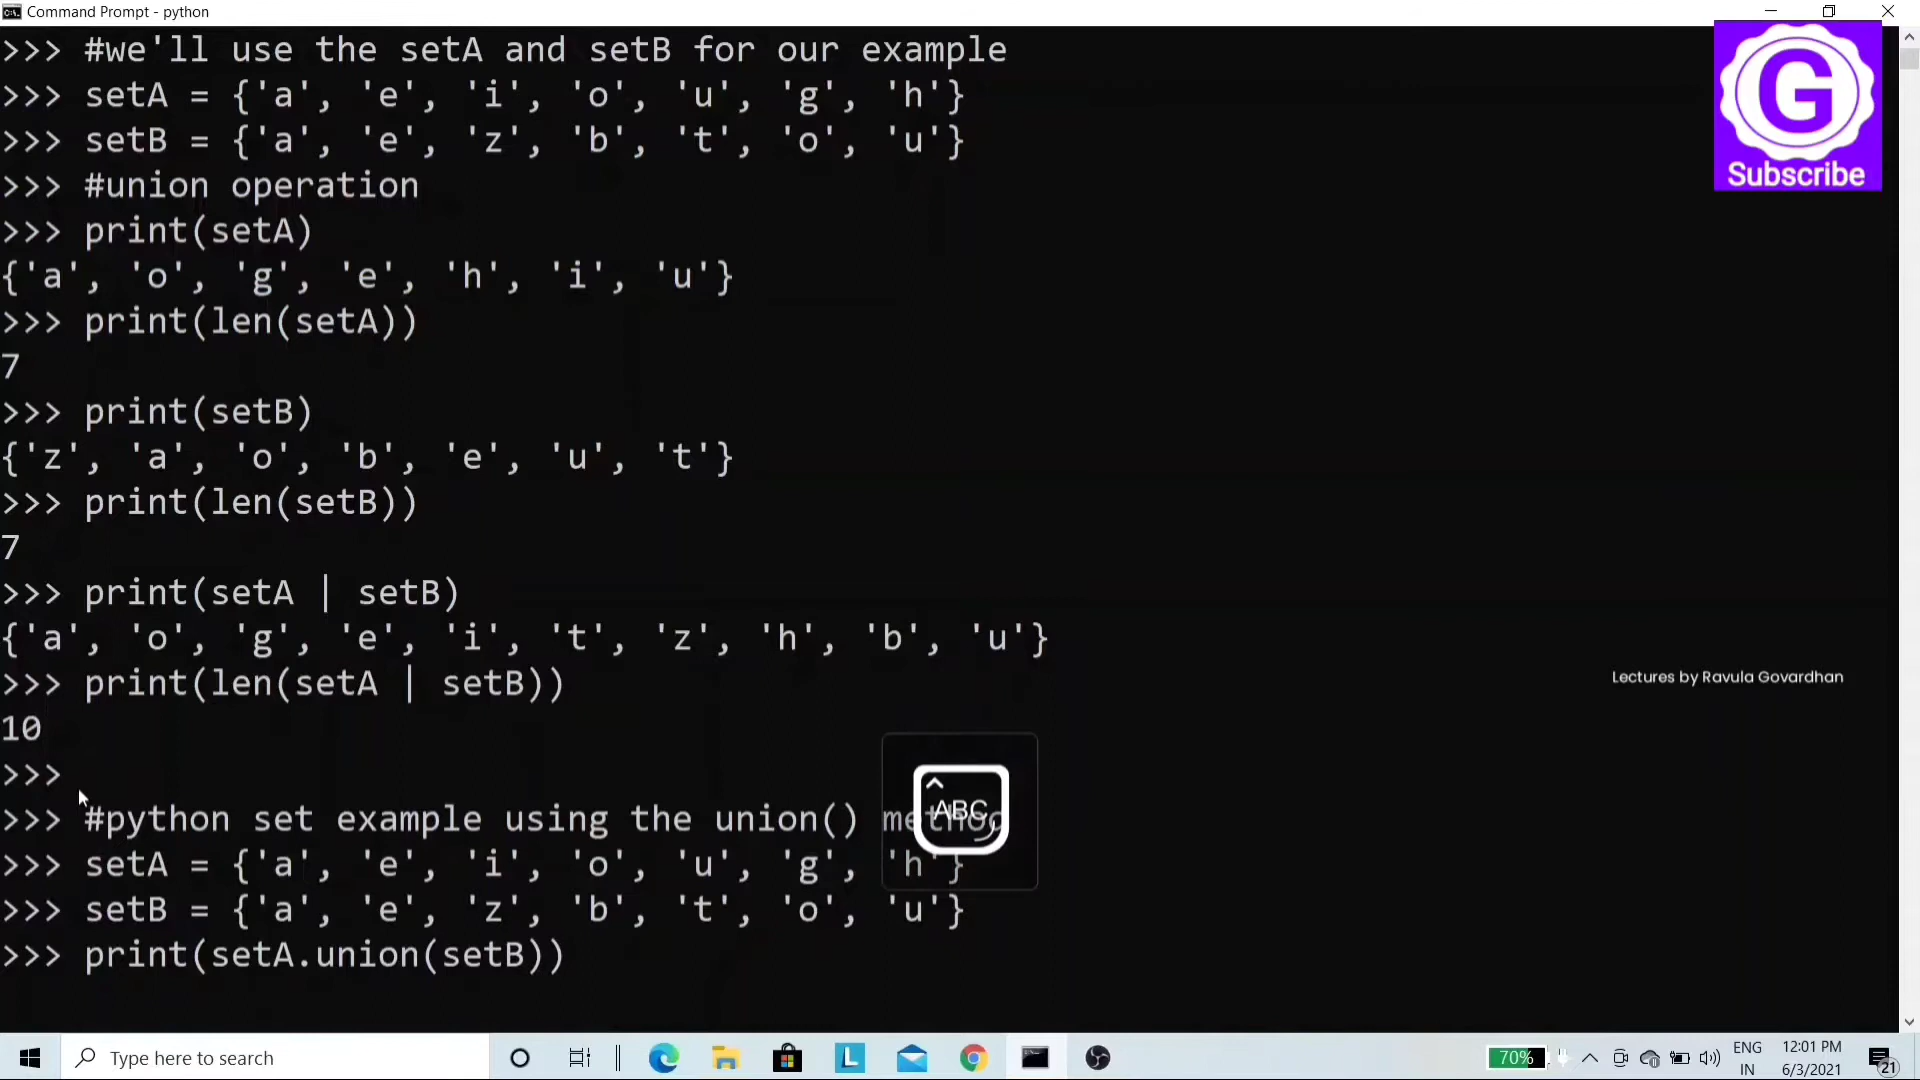 Command Prompt - python
>>> #we'll use the setA and setB for our example
>>> setA = {'a', 'e', 'i', 'o', 'u', 'g', 'h'}
>>> setB = {'a', 'e', 'z', 'b', 't', 'o', 'u'}
>>> #union operation
>>> print(setA)
{'a', 'o', 'g', 'e', 'h', 'i', 'u'}
>>> print(len(setA))
7
>>> print(setB)
{'z', 'a', 'o', 'b', 'e', 'u', 't'}
>>> print(len(setB))
7
>>> print(setA | setB)
{'a', 'o', 'g', 'e', 'i', 't', 'z', 'h', 'b', 'u'}
>>> print(len(setA | setB))
10
>>>
>>> #python set example using the union() method
>>> setA = {'a', 'e', 'i', 'o', 'u', 'g', 'h'}
>>> setB = {'a', 'e', 'z', 'b', 't', 'o', 'u'}
>>> print(setA.union(setB))
G
Subscribe
Lectures by Ravula Govardhan
ABC
Type here to search
L
70%
ENG
IN
12:01 PM
6/3/2021
21